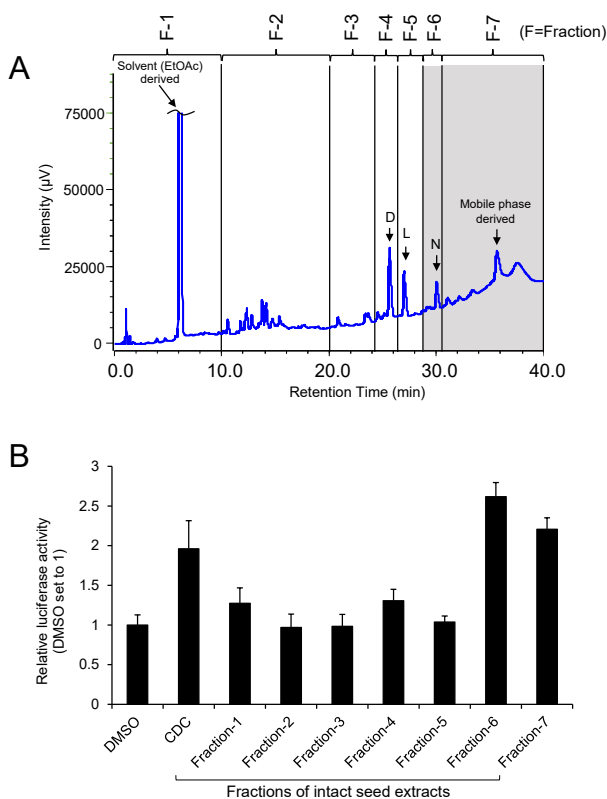 F-1 F-2 F-3 F-4 F-5 F-6 F-7 (F=Fraction)
A
Solvent (EtOAc)
derived
75000
50000
25000
0
Intensity (µV)
D
L
N
Mobile phase
derived
0.0 10.0 20.0 30.0 40.0
Retention Time (min)
B
3
2.5
2
1.5
1
0.5
0
Relative luciferase activity
(DMSO set to 1)
DMSO CDC Fraction-1 Fraction-2 Fraction-3 Fraction-4 Fraction-5 Fraction-6 Fraction-7
Fractions of intact seed extracts